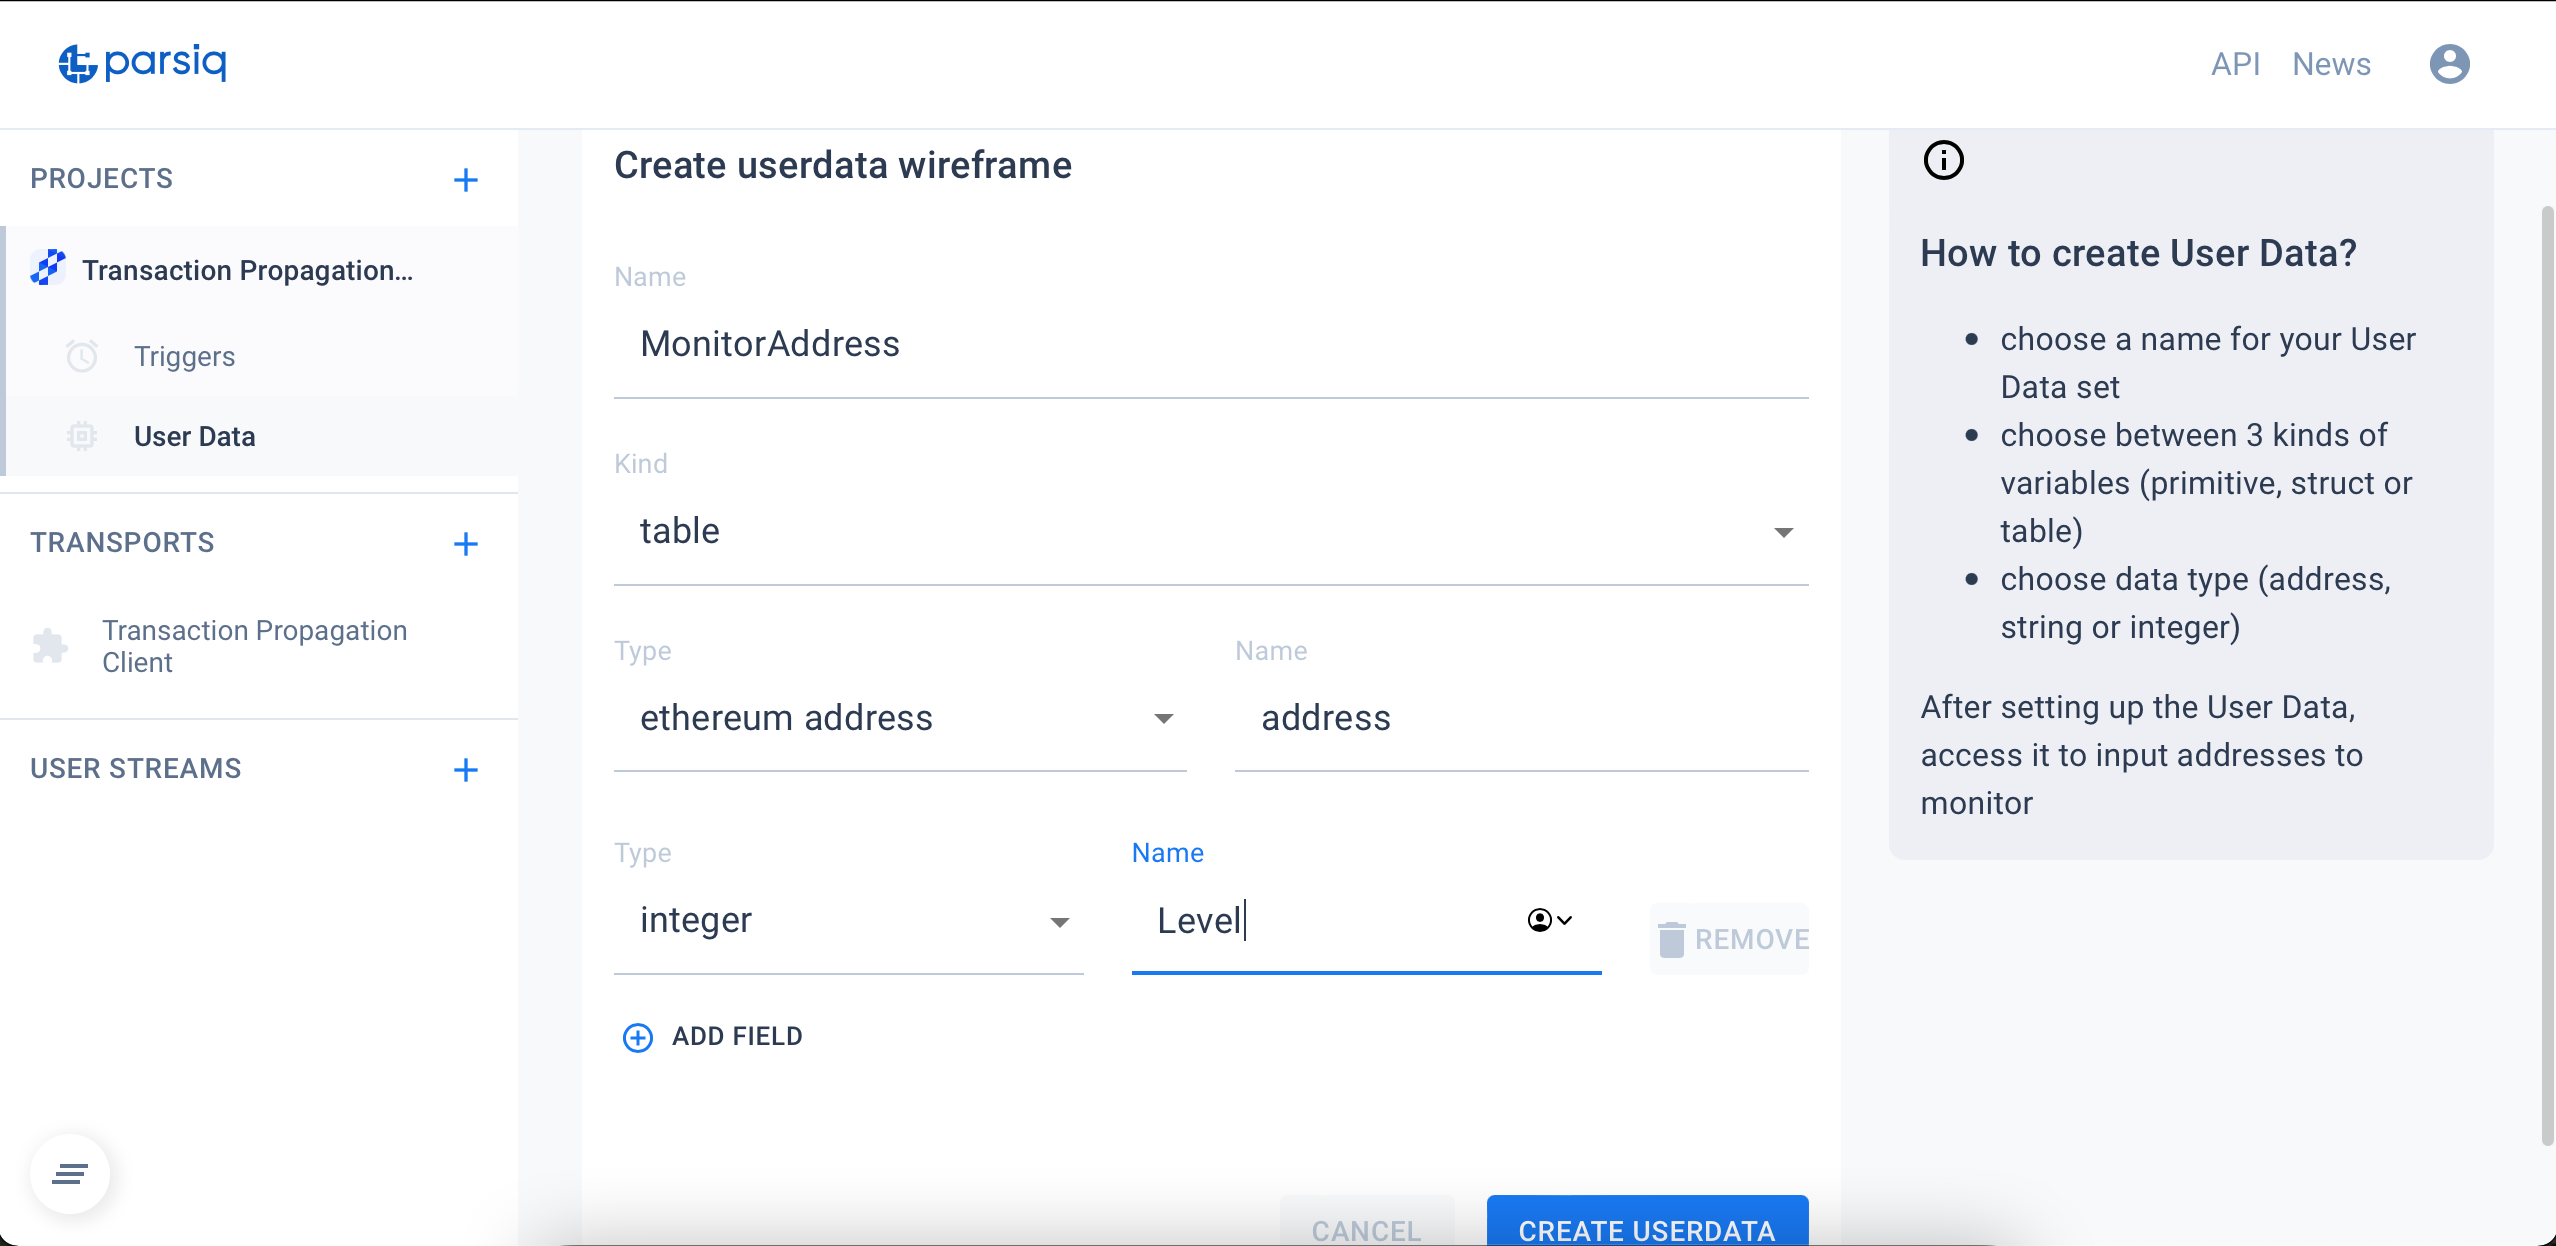 parsiq
API
News
PROJECTS
Transaction Propagation...
Triggers
User Data
TRANSPORTS
Transaction Propagation
Client
USER STREAMS
Create userdata wireframe
Name
MonitorAddress
Kind
table
Type
Name
ethereum address
address
Type
Name
integer
Level
REMOVE
ADD FIELD
CANCEL
CREATE USERDATA
How to create User Data?
choose a name for your User
Data set
choose between 3 kinds of
variables (primitive, struct or
table)
choose data type (address,
string or integer)
After setting up the User Data,
access it to input addresses to
monitor